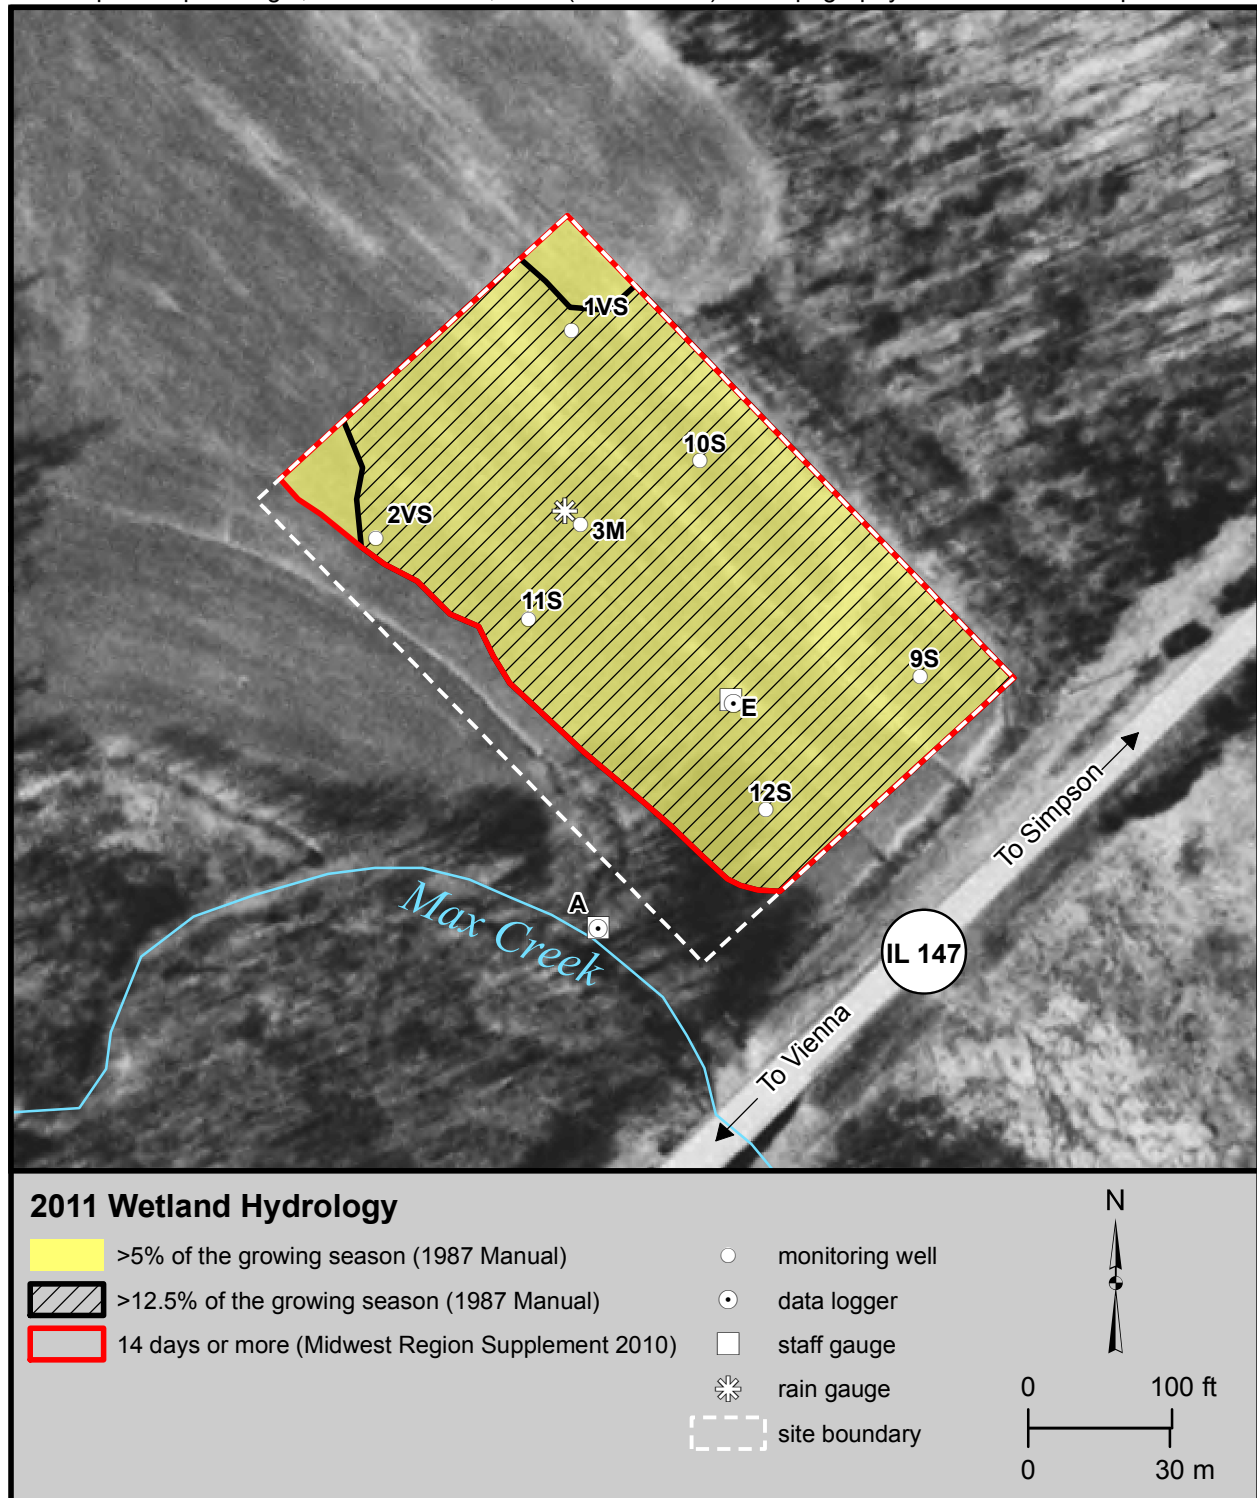 1VS
10S
2VS
3M
11S
9S
E
12S
To Simpson
A
Max Creek
IL 147
To Vienna
2011 Wetland Hydrology
>5% of the growing season (1987 Manual)
>12.5% of the growing season (1987 Manual)
14 days or more (Midwest Region Supplement 2010)
monitoring well
data logger
staff gauge
rain gauge
site boundary
N
0 100 ft
0 30 m